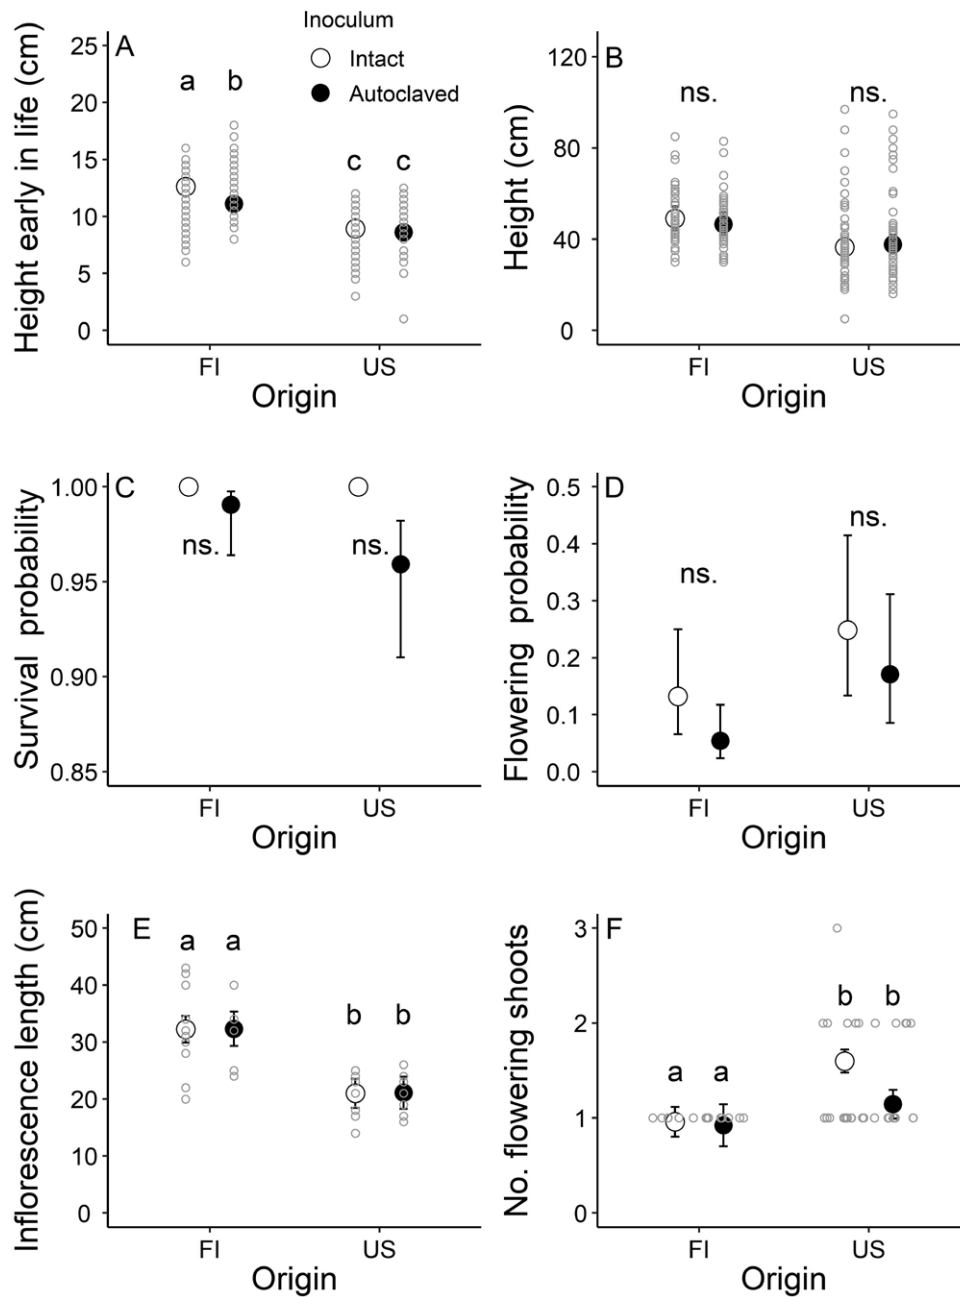 Inoculum
Intact
Autoclaved
A
Height early in life (cm)
25
20
15
10
5
0
a b
c c
FI US
Origin
B
Height (cm)
120
80
40
0
ns. ns.
FI US
Origin
C
Survival probability
1.00
0.95
0.90
0.85
ns. ns.
FI US
Origin
D
Flowering probability
0.5
0.4
0.3
0.2
0.1
0.0
ns.
ns.
FI US
Origin
E
Inflorescence length (cm)
50
40
30
20
10
0
a a
b b
FI US
Origin
F
No. flowering shoots
3
2
1
0
b b
a a
FI US
Origin